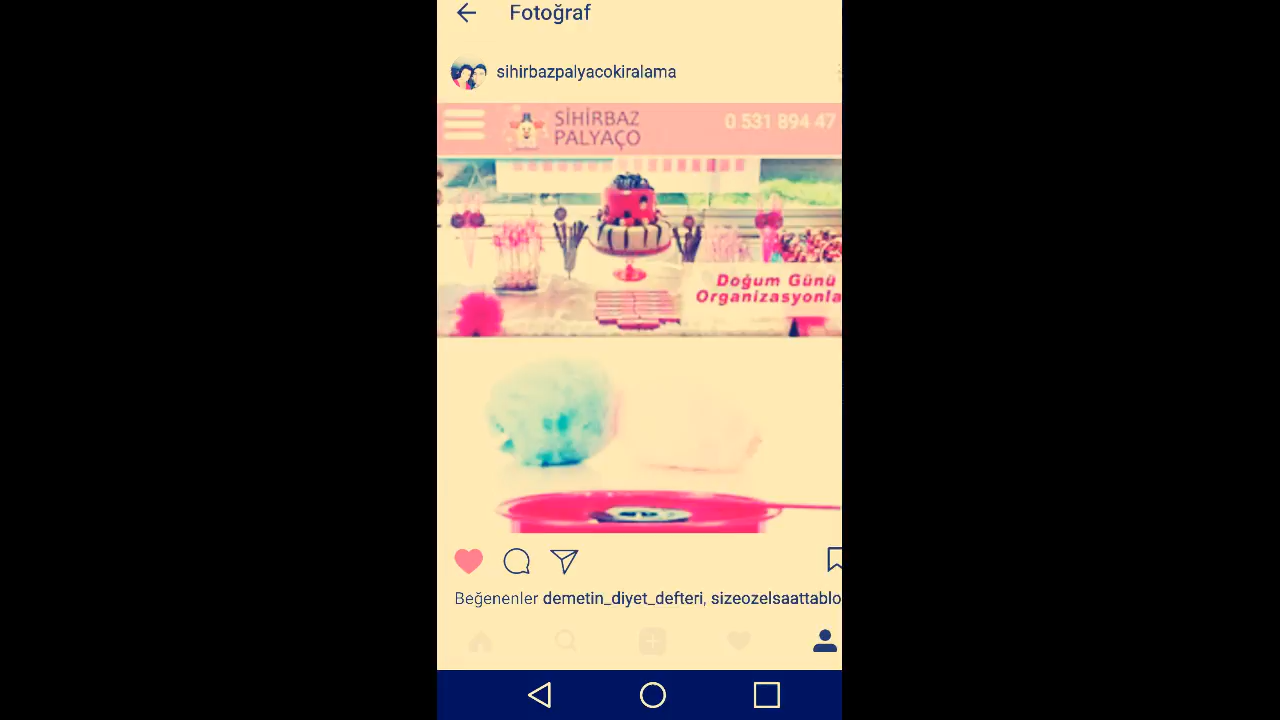 Fotoğraf
sihirbazpalyacokiralama
SİHİRBAZ
PALYAÇO
0 531 894 47
Doğum Günü
Organizasyonla
Beğenenler demetin_diyet_defteri, sizeozelsaattablo